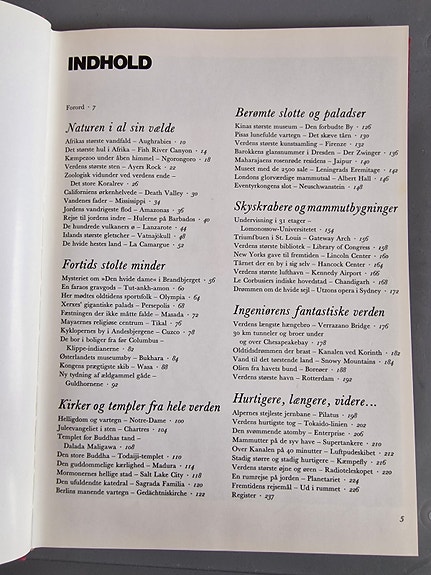 INDHOLD
Forord · 7
Naturen i al sin vælde
Afrikas største vandfald – Aughrabies · 10
Det største hul i Afrika – Fish River Canyon · 14
Kæmpezoo under åben himmel – Ngorongoro · 18
Verdens største sten – Ayers Rock · 22
Zoologisk vidunder ved verdens ende –
Det store Koralrev · 26
Californiens ørkenhelvede – Death Valley · 30
Vandenes fader – Mississippi · 34
Jordens vandrigeste flod – Amazonas · 36
Rejse til jordens indre – Hulerne på Barbados · 40
De hundrede vulkaners ø – Lanzarote · 44
Islands største gletscher – Vatnajökull · 48
De hvide hestes land – La Camargue · 52
Fortids stolte minder
Mysteriet om »Den hvide dame« i Brandbjerget · 56
En faraos gravgods – Tut-ankh-amon · 60
Her mødtes oldtidens sportsfolk – Olympia · 64
Xerxes' gigantiske palads – Persepolis · 68
Fæstningen der ikke måtte falde – Masada · 72
Mayaernes religiøse centrum – Tikal · 76
Kyklopernes by i Andesbjergene – Cuzco · 78
De bor i boliger fra før Columbus –
Klippe-indianerne · 82
Østerlandets museumsby – Bukhara · 84
Kongens prægtigste skib – Wasa · 88
Ny tydning af ældgammel gåde –
Guldhornene · 92
Kirker og templer fra hele verden
Helligdom og vartegn – Notre-Dame · 100
Juleevangeliet i sten – Chartres · 104
Templet for Buddhas tand –
Dalada Maligawa · 108
Den store Buddha – Todaiji-templet · 110
Den guddommelige kærlighed – Madura · 114
Mormonernes hellige stad – Salt Lake City · 118
Den ufuldendte katedral – Sagrada Familia · 120
Berlins manende vartegn – Gedächtniskirche · 122
Berømte slotte og paladser
Kinas største museum – Den forbudte By · 126
Pisas lunefulde vartegn – Det skæve tårn · 130
Verdens største kunstsamling – Firenze · 132
Barokkens glansnummer i Dresden – Der Zwinger · 136
Maharajaens rosenrøde residens – Jaipur · 140
Museet med de 2500 sale – Leningrads Eremitage · 142
Londons glorværdige mammutsal – Albert Hall · 146
Eventyrkongens slot – Neuschwanstein · 148
Skyskrabere og mammutbygninger
Undervisning i 31 etager –
Lomonossow-Universitetet · 154
Triumfbuen i St. Louis – Gateway Arch · 156
Verdens største bibliotek – Library of Congress · 158
New Yorks gave til fremtiden – Lincoln Center · 160
Tårnet der er en by i sig selv – Hancock Center · 164
Verdens største lufthavn – Kennedy Airport · 166
Le Corbusiers indiske hovedstad – Chandigarh · 168
Drømmen om de hvide sejl – Utzons opera i Sydney · 172
Ingeniørens fantastiske verden
Verdens længste hængebro – Verrazano Bridge · 176
30 km tunneler og broer under
og over Chesapeakebay · 178
Oldtidsdrømmen der brast – Kanalen ved Korinth · 182
Vand til det tørstende land – Snowy Mountains · 184
Olien fra havets bund – Boreøer · 188
Verdens største havn – Rotterdam · 192
Hurtigere, længere, videre...
Alpernes stejleste jernbane – Pilatus · 198
Verdens hurtigste tog – Tokaido-linien · 202
Den svømmende atomby – Enterprise · 206
Mammutter på de syv have – Supertankere · 210
Over Kanalen på 40 minutter – Luftpudeskibet · 212
Stadig større og stadig hurtigere – Kæmpefly · 216
Verdens største øjne og øren – Radioteleskopet · 220
En rumrejse på jorden – Planetariet · 224
Fremtidens rejsemål – Ud i rummet · 226
Register · 237
5